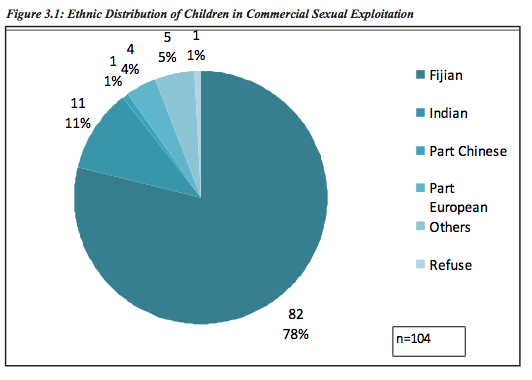 Figure 3.1: Ethnic Distribution of Children in Commercial Sexual Exploitation
5
5%
1
1%
4
4%
1
1%
11
11%
82
78%
Fijian
Indian
Part Chinese
Part
European
Others
Refuse
n=104